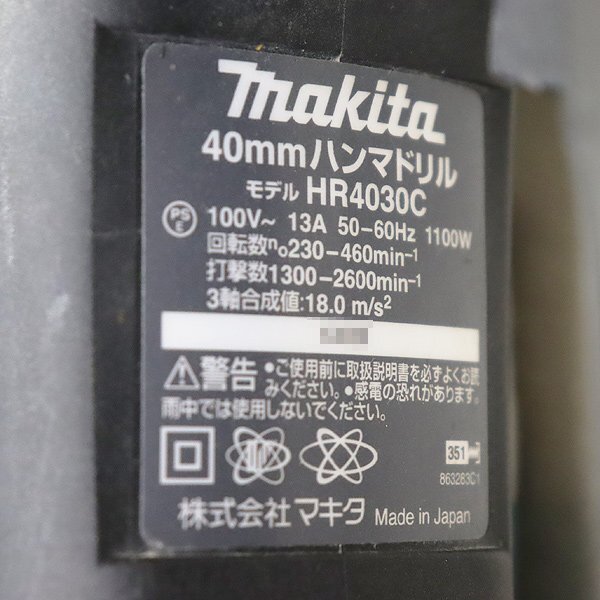 makita
40mmハンマドリル
モデル HR4030C
PS E 100V~ 13A 50-60Hz 1100W
回転数no230-460min-1
打撃数1300-2600min-1
3軸合成値:18.0 m/s2
警告 •ご使用前に取扱説明書を必ずよくお読
みください。•感電の恐れがあります。
雨中では使用しないでください。
351
863283C1
株式会社 マキタ Made in Japan